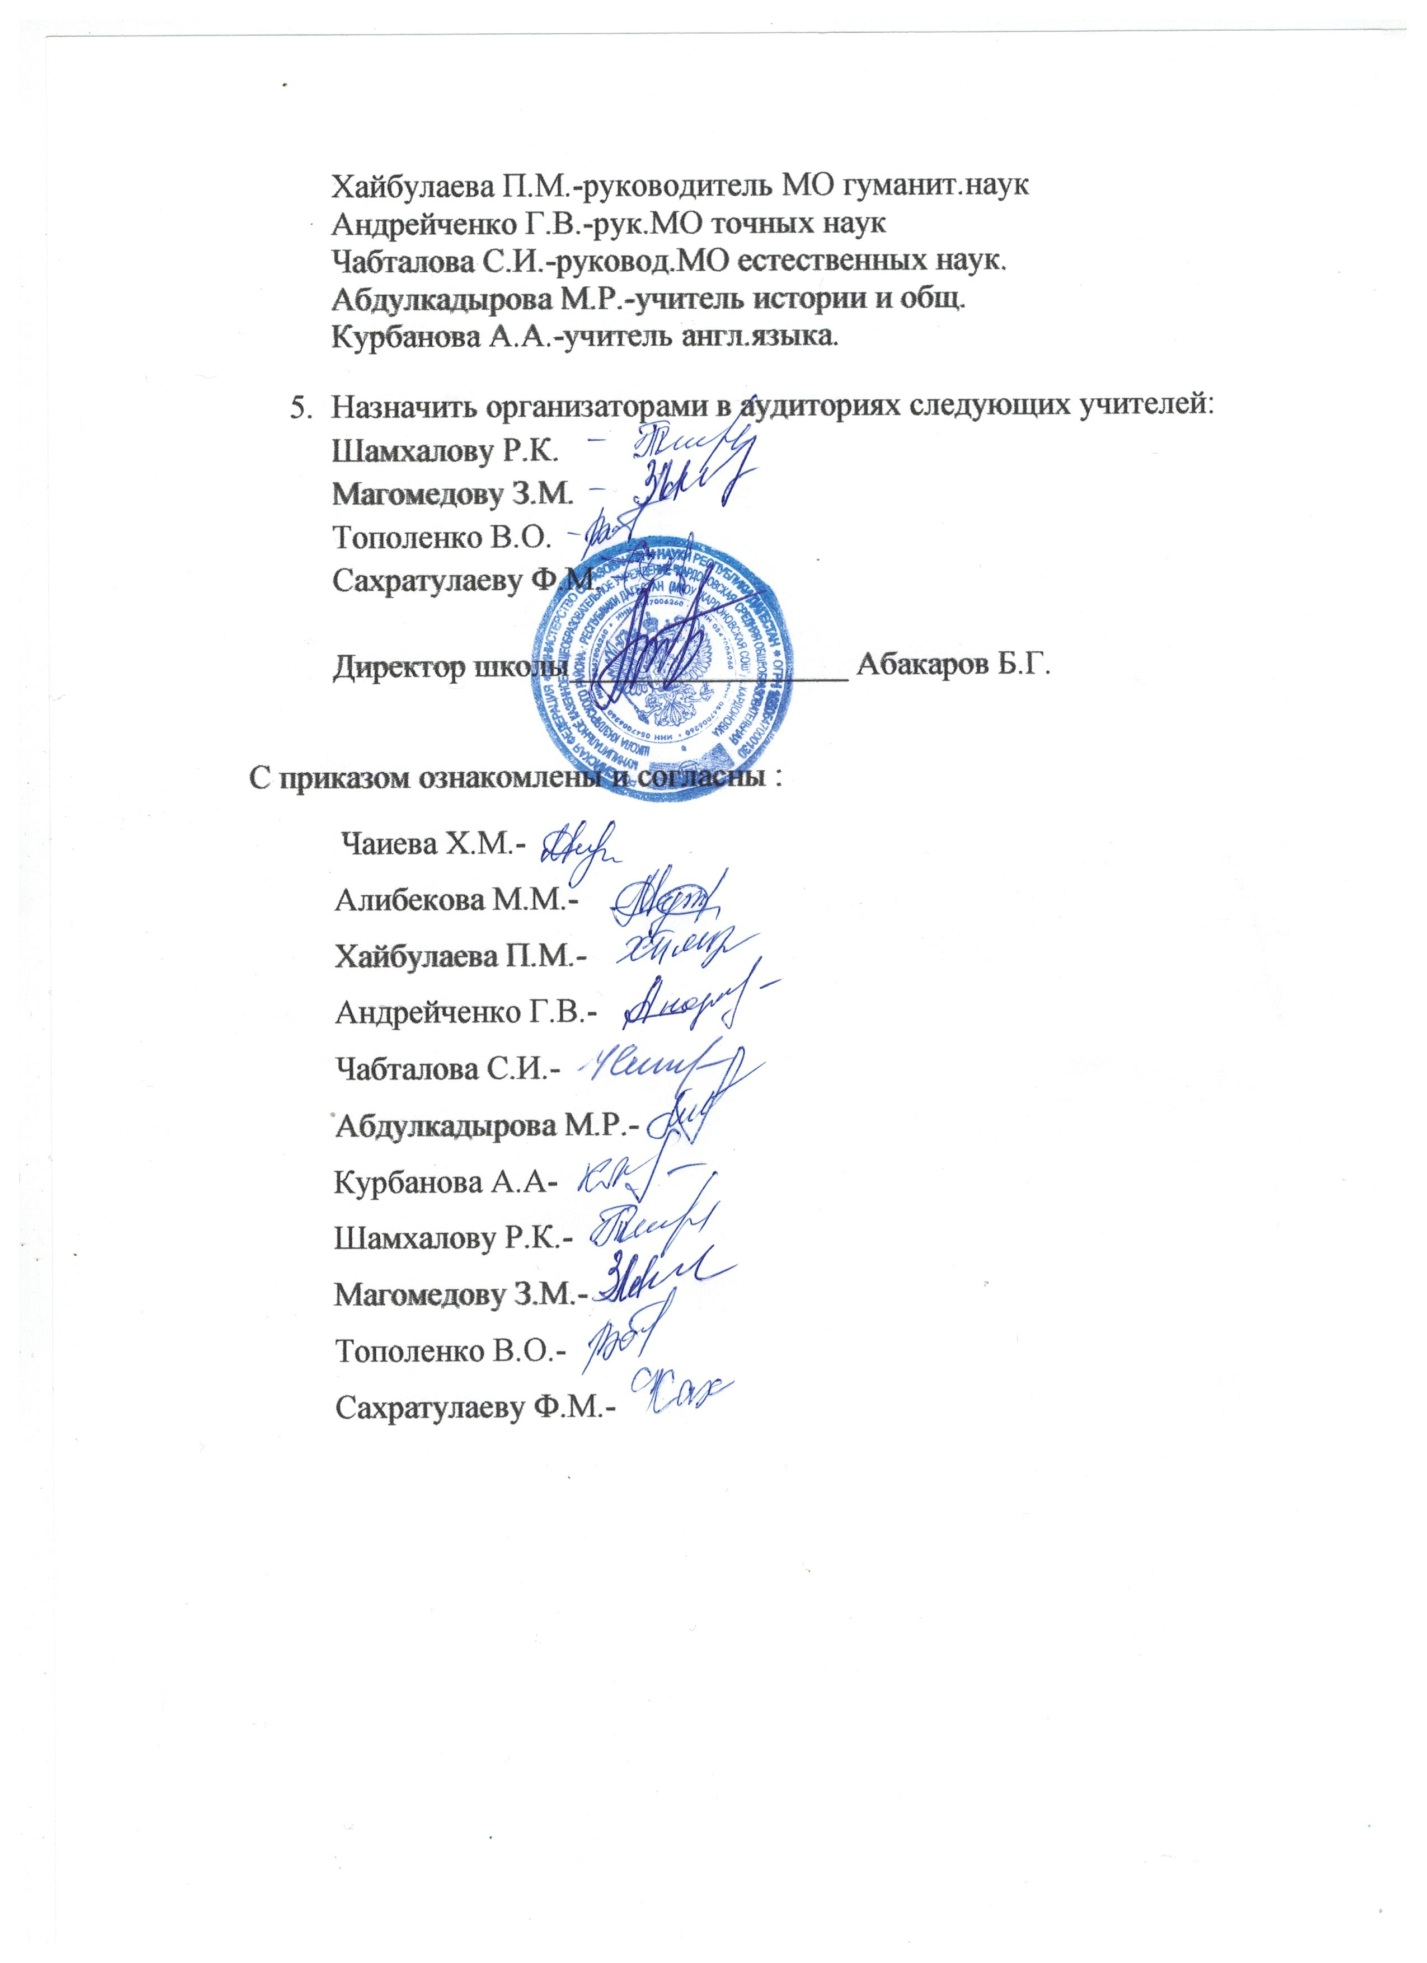 Хайбулаева П.М.-руководитель МО гуманит.наук
Андрейченко Г.В.-рук.МО точных наук
Чабталова С.И.-руковод.МО естественных наук.
Абдулкадырова М.Р.-учитель истории и общ.
Курбанова А.А.-учитель англ.языка.
5. Назначить организаторами в аудиториях следующих учителей:
Шамхалову Р.К. -
Магомедову З.М. -
Тополенко В.О. -
Сахратулаеву Ф.М.
Директор школы________________ Абакаров Б.Г.
С приказом ознакомлены и согласны :
Чаиева Х.М.-
Алибекова М.М.-
Хайбулаева П.М.-
Андрейченко Г.В.-
Чабталова С.И.-
Абдулкадырова М.Р.-
Курбанова А.А-
Шамхалову Р.К.-
Магомедову З.М.-
Тополенко В.О.-
Сахратулаеву Ф.М.-